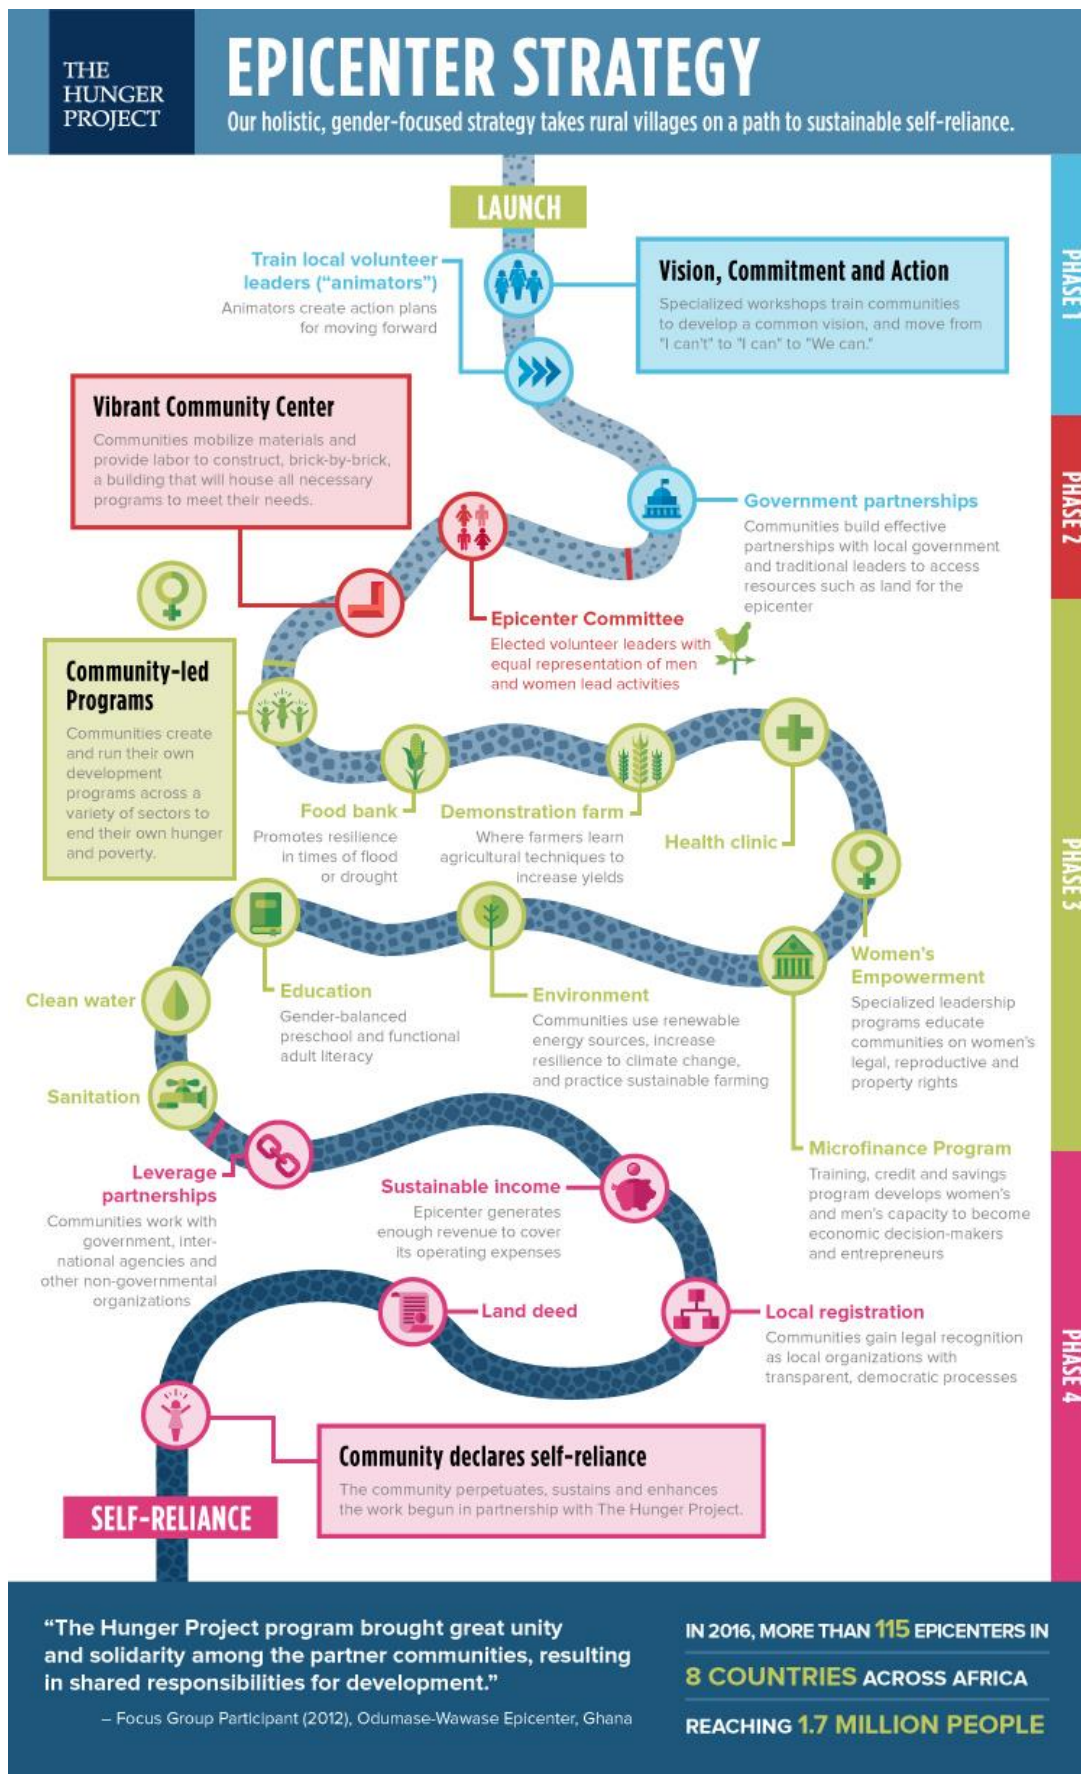 THE
HUNGER
PROJECT
EPICENTER STRATEGY
Our holistic, gender-focused strategy takes rural villages on a path to sustainable self-reliance.
LAUNCH
PHASE 1
Train local volunteer
leaders ("animators")
Animators create action plans
for moving forward
Vision, Commitment and Action
Specialized workshops train communities
to develop a common vision, and move from
"I can't" to "I can" to "We can."
Vibrant Community Center
Communities mobilize materials and
provide labor to construct, brick-by-brick,
a building that will house all necessary
programs to meet their needs.
PHASE 2
Government partnerships
Communities build effective
partnerships with local government
and traditional leaders to access
resources such as land for the
epicenter
Epicenter Committee
Elected volunteer leaders with
equal representation of men
and women lead activities
Community-led
Programs
Communities create
and run their own
development
programs across a
variety of sectors to
end their own hunger
and poverty.
PHASE 3
Food bank
Promotes resilience
in times of flood
or drought
Demonstration farm
Where farmers learn
agricultural techniques to
increase yields
Health clinic
Women's
Empowerment
Specialized leadership
programs educate
communities on women's
legal, reproductive and
property rights
Clean water
Education
Gender-balanced
preschool and functional
adult literacy
Environment
Communities use renewable
energy sources, increase
resilience to climate change,
and practice sustainable farming
Sanitation
Microfinance Program
Training, credit and savings
program develops women's
and men's capacity to become
economic decision-makers
and entrepreneurs
Leverage
partnerships
Communities work with
government, inter-
national agencies and
other non-governmental
organizations
Sustainable income
Epicenter generates
enough revenue to cover
its operating expenses
Land deed
Local registration
Communities gain legal recognition
as local organizations with
transparent, democratic processes
PHASE 4
Community declares self-reliance
The community perpetuates, sustains and enhances
the work begun in partnership with The Hunger Project.
SELF-RELIANCE
"The Hunger Project program brought great unity
and solidarity among the partner communities, resulting
in shared responsibilities for development."
– Focus Group Participant (2012), Odumase-Wawase Epicenter, Ghana
IN 2016, MORE THAN 115 EPICENTERS IN
8 COUNTRIES ACROSS AFRICA
REACHING 1.7 MILLION PEOPLE